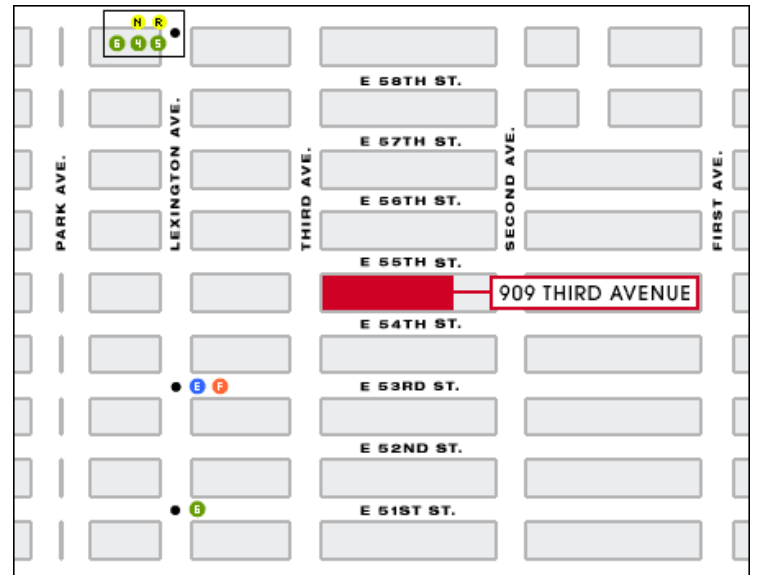 N R
6 4 5
E 58TH ST.
E 57TH ST.
PARK AVE.
LEXINGTON AVE.
THIRD AVE.
SECOND AVE.
FIRST AVE.
E 56TH ST.
E 55TH ST.
909 THIRD AVENUE
E 54TH ST.
E F
E 53RD ST.
E 52ND ST.
6
E 51ST ST.